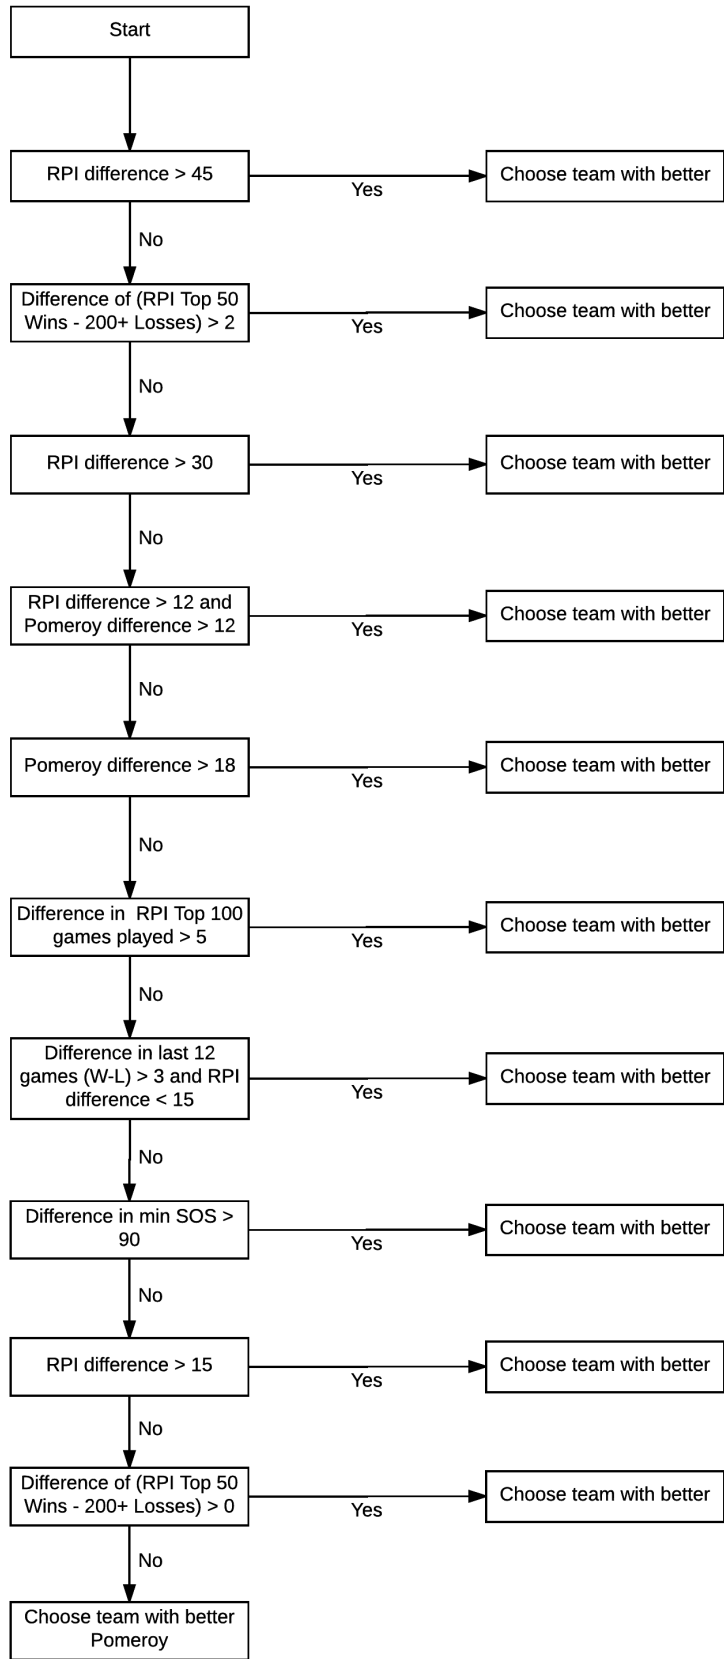 Start
RPI difference > 45
Yes
Choose team with better
No
Difference of (RPI Top 50
Wins - 200+ Losses) > 2
Yes
Choose team with better
No
RPI difference > 30
Yes
Choose team with better
No
RPI difference > 12 and
Pomeroy difference > 12
Yes
Choose team with better
No
Pomeroy difference > 18
Yes
Choose team with better
No
Difference in RPI Top 100
games played > 5
Yes
Choose team with better
No
Difference in last 12
games (W-L) > 3 and RPI
difference < 15
Yes
Choose team with better
No
Difference in min SOS >
90
Yes
Choose team with better
No
RPI difference > 15
Yes
Choose team with better
No
Difference of (RPI Top 50
Wins - 200+ Losses) > 0
Yes
Choose team with better
No
Choose team with better
Pomeroy